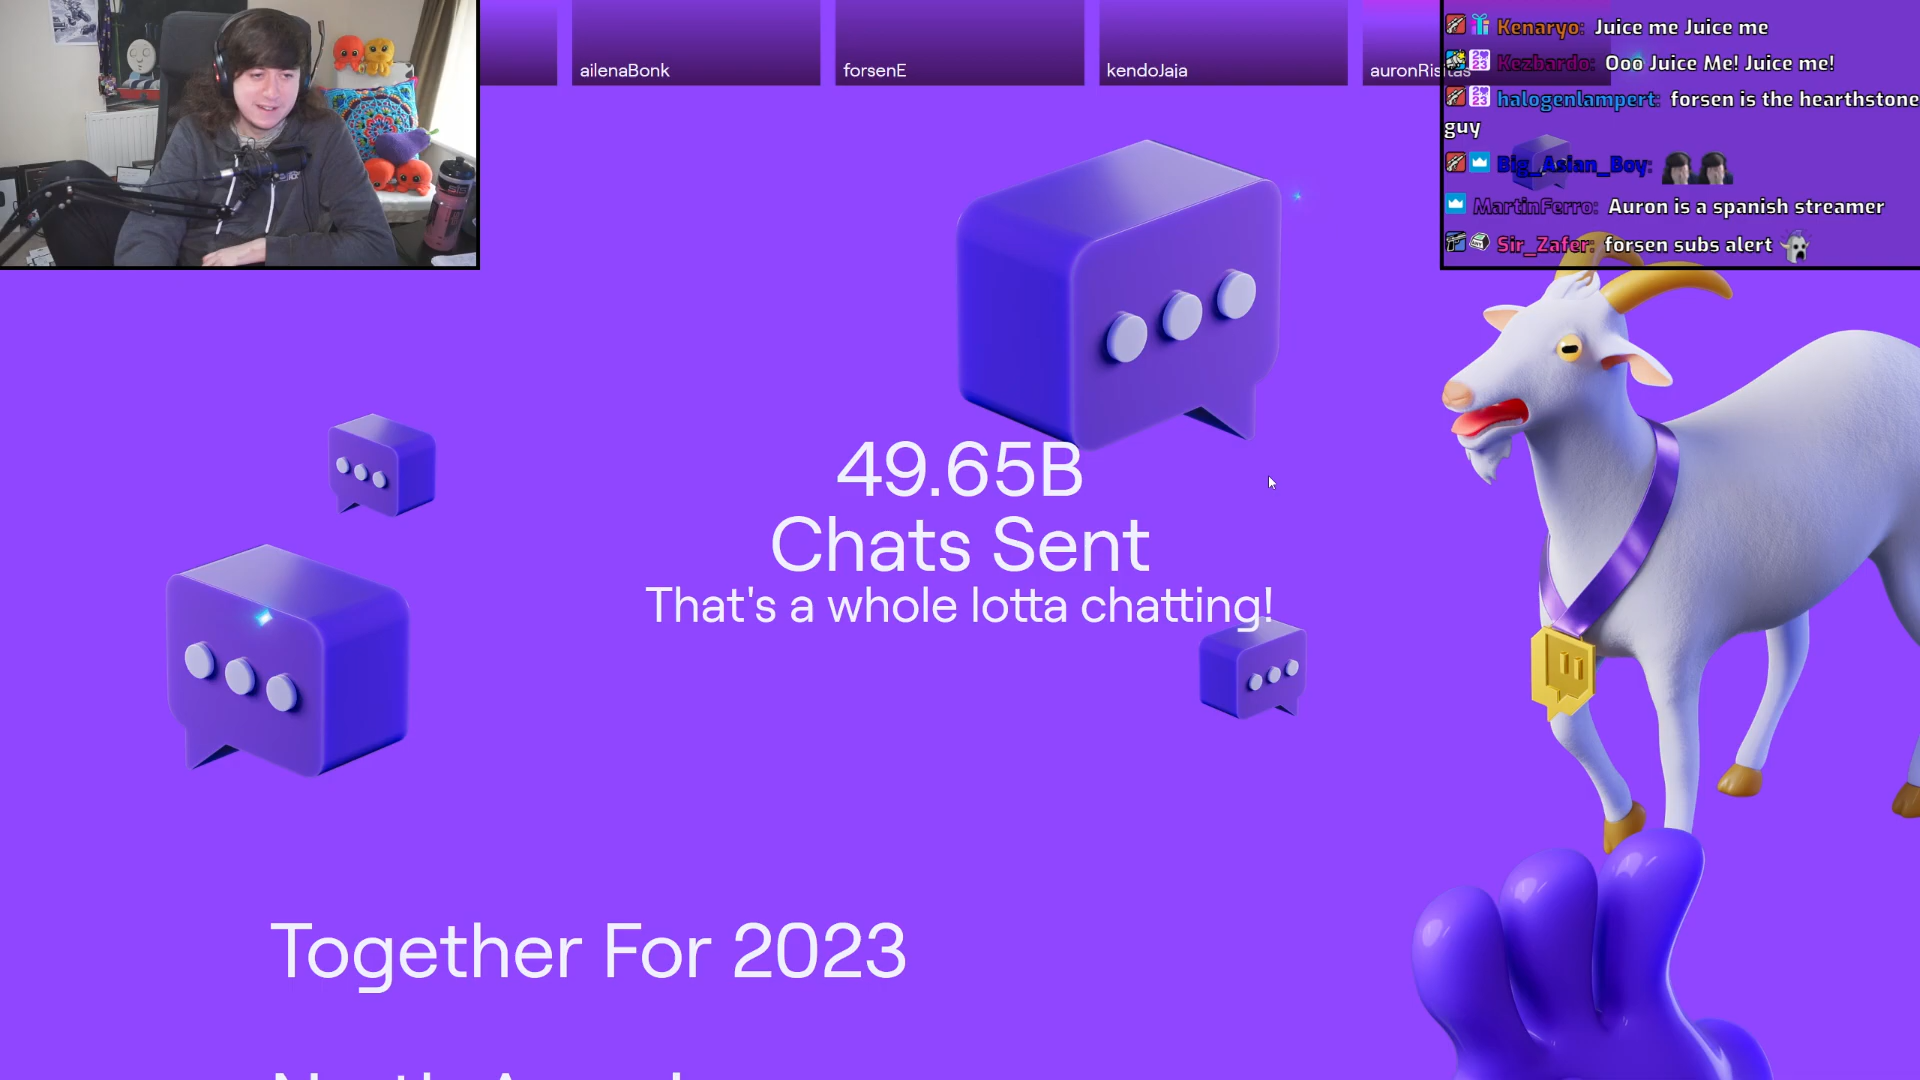 ailenaBonk
forsenE
kendoJaja
auronRisitas
Kenaryo: Juice me Juice me
Kezbardo: Ooo Juice Me! Juice me!
halogenlampert: forsen is the hearthstone
guy
Big_Asian_Boy:
MartinFerro: Auron is a spanish streamer
Sir_Zafer: forsen subs alert
49.65B
Chats Sent
That's a whole lotta chatting!
Together For 2023